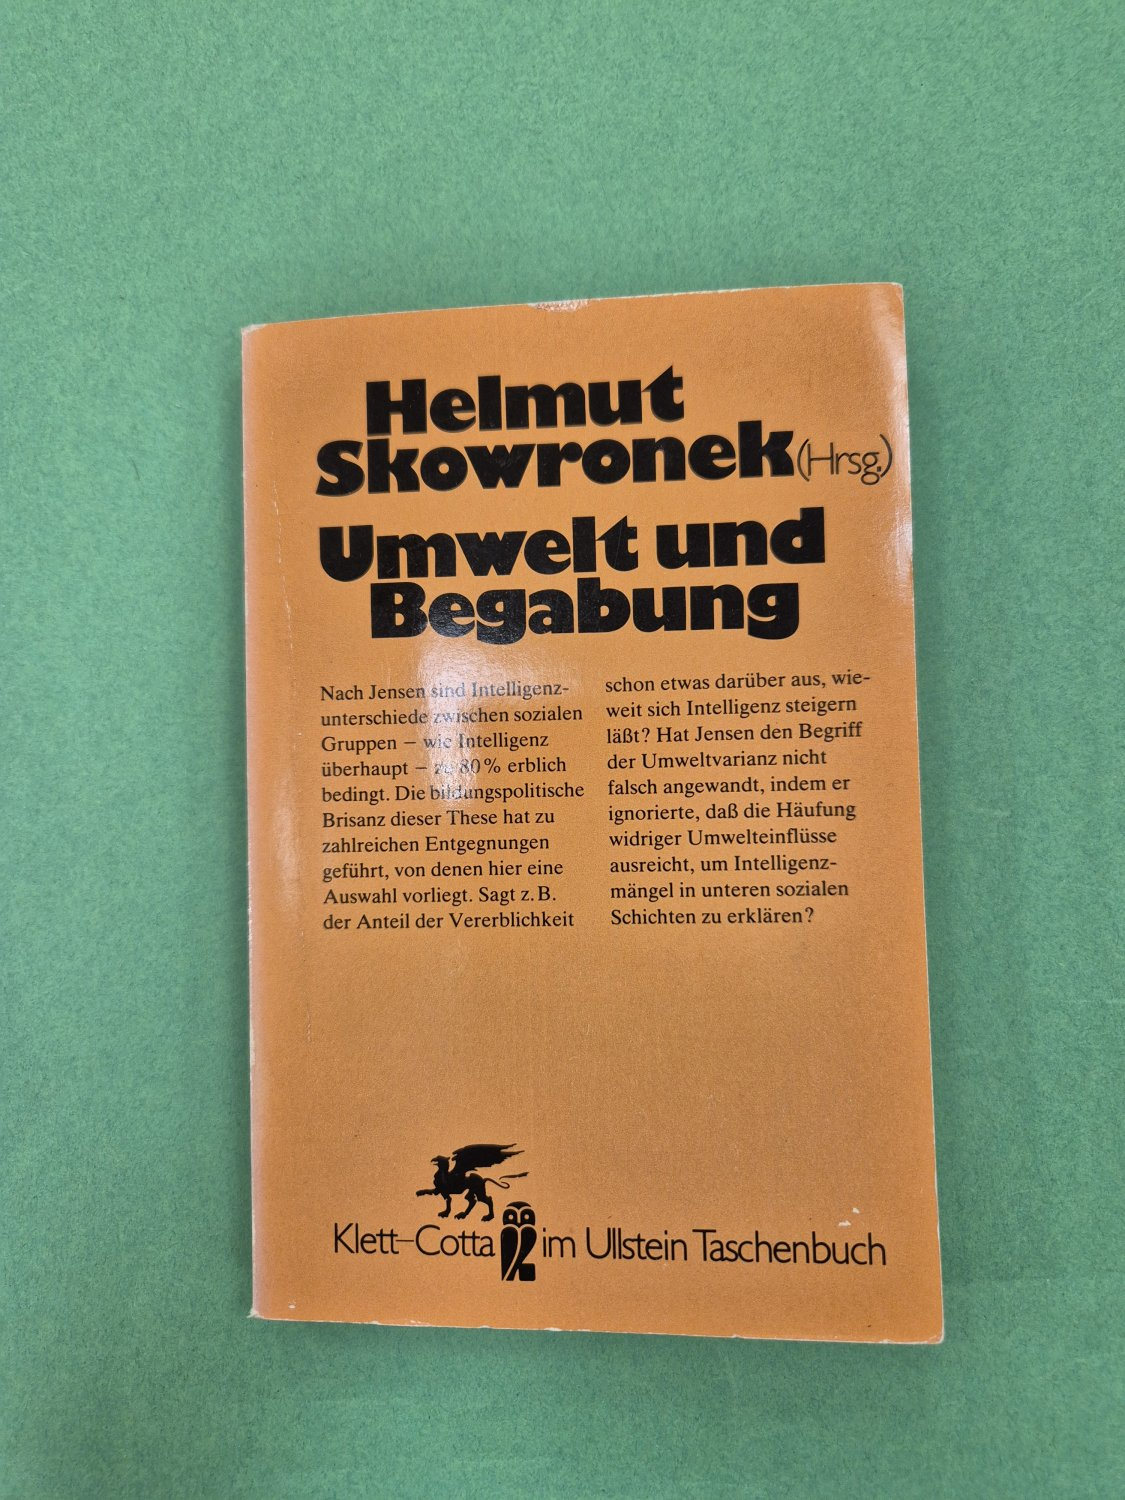 Helmut
Skowronek (Hrsg.)
Umwelt und
Begabung
Nach Jensen sind Intelligenz-
unterschiede zwischen sozialen
Gruppen – wie Intelligenz
überhaupt – zu 80% erblich
bedingt. Die bildungspolitische
Brisanz dieser These hat zu
zahlreichen Entgegnungen
geführt, von denen hier eine
Auswahl vorliegt. Sagt z. B.
der Anteil der Vererblichkeit
schon etwas darüber aus, wie-
weit sich Intelligenz steigern
läßt? Hat Jensen den Begriff
der Umweltvarianz nicht
falsch angewandt, indem er
ignorierte, daß die Häufung
widriger Umwelteinflüsse
ausreicht, um Intelligenz-
mängel in unteren sozialen
Schichten zu erklären?
Klett–Cotta im Ullstein Taschenbuch